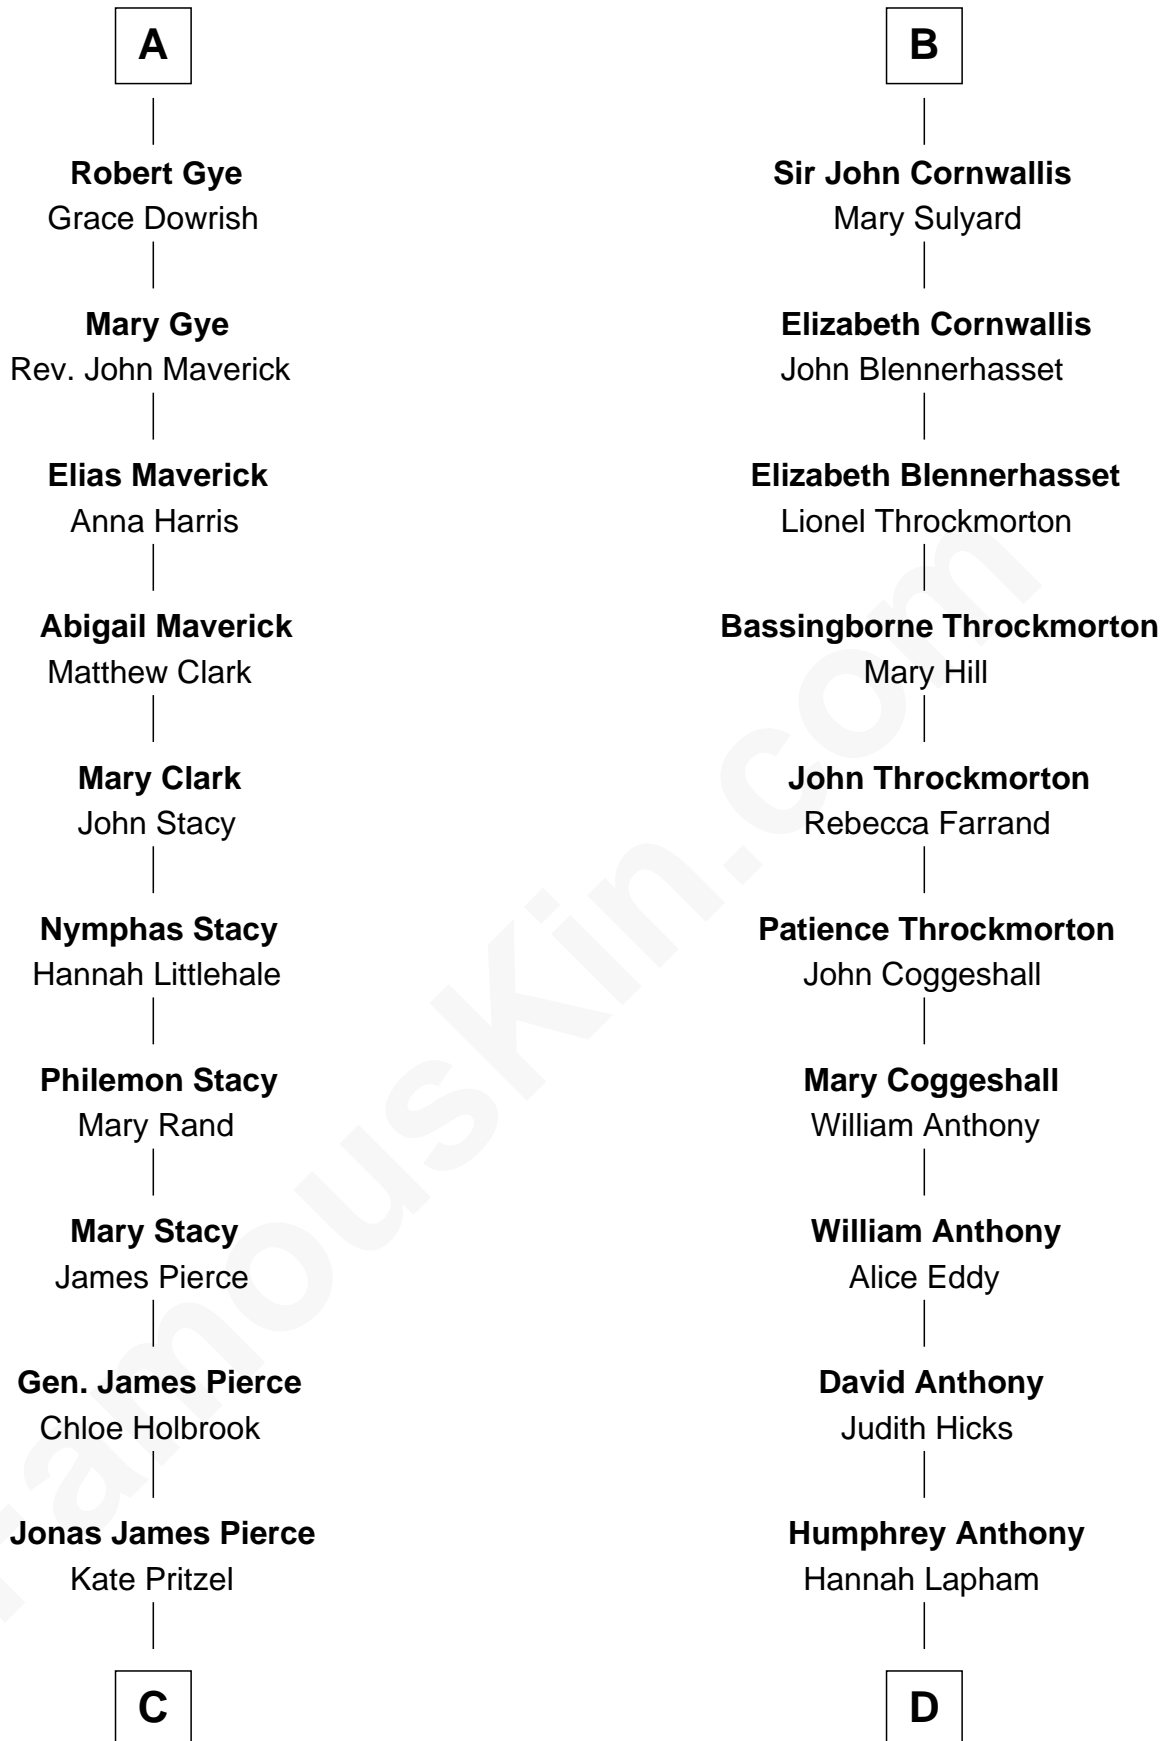 A
Robert Gye
Grace Dowrish
Mary Gye
Rev. John Maverick
Elias Maverick
Anna Harris
Abigail Maverick
Matthew Clark
Mary Clark
John Stacy
Nymphas Stacy
Hannah Littlehale
Philemon Stacy
Mary Rand
Mary Stacy
James Pierce
Gen. James Pierce
Chloe Holbrook
Jonas James Pierce
Kate Pritzel
C
B
Sir John Cornwallis
Mary Sulyard
Elizabeth Cornwallis
John Blennerhasset
Elizabeth Blennerhasset
Lionel Throckmorton
Bassingborne Throckmorton
Mary Hill
John Throckmorton
Rebecca Farrand
Patience Throckmorton
John Coggeshall
Mary Coggeshall
William Anthony
William Anthony
Alice Eddy
David Anthony
Judith Hicks
Humphrey Anthony
Hannah Lapham
D
FamousKin.com